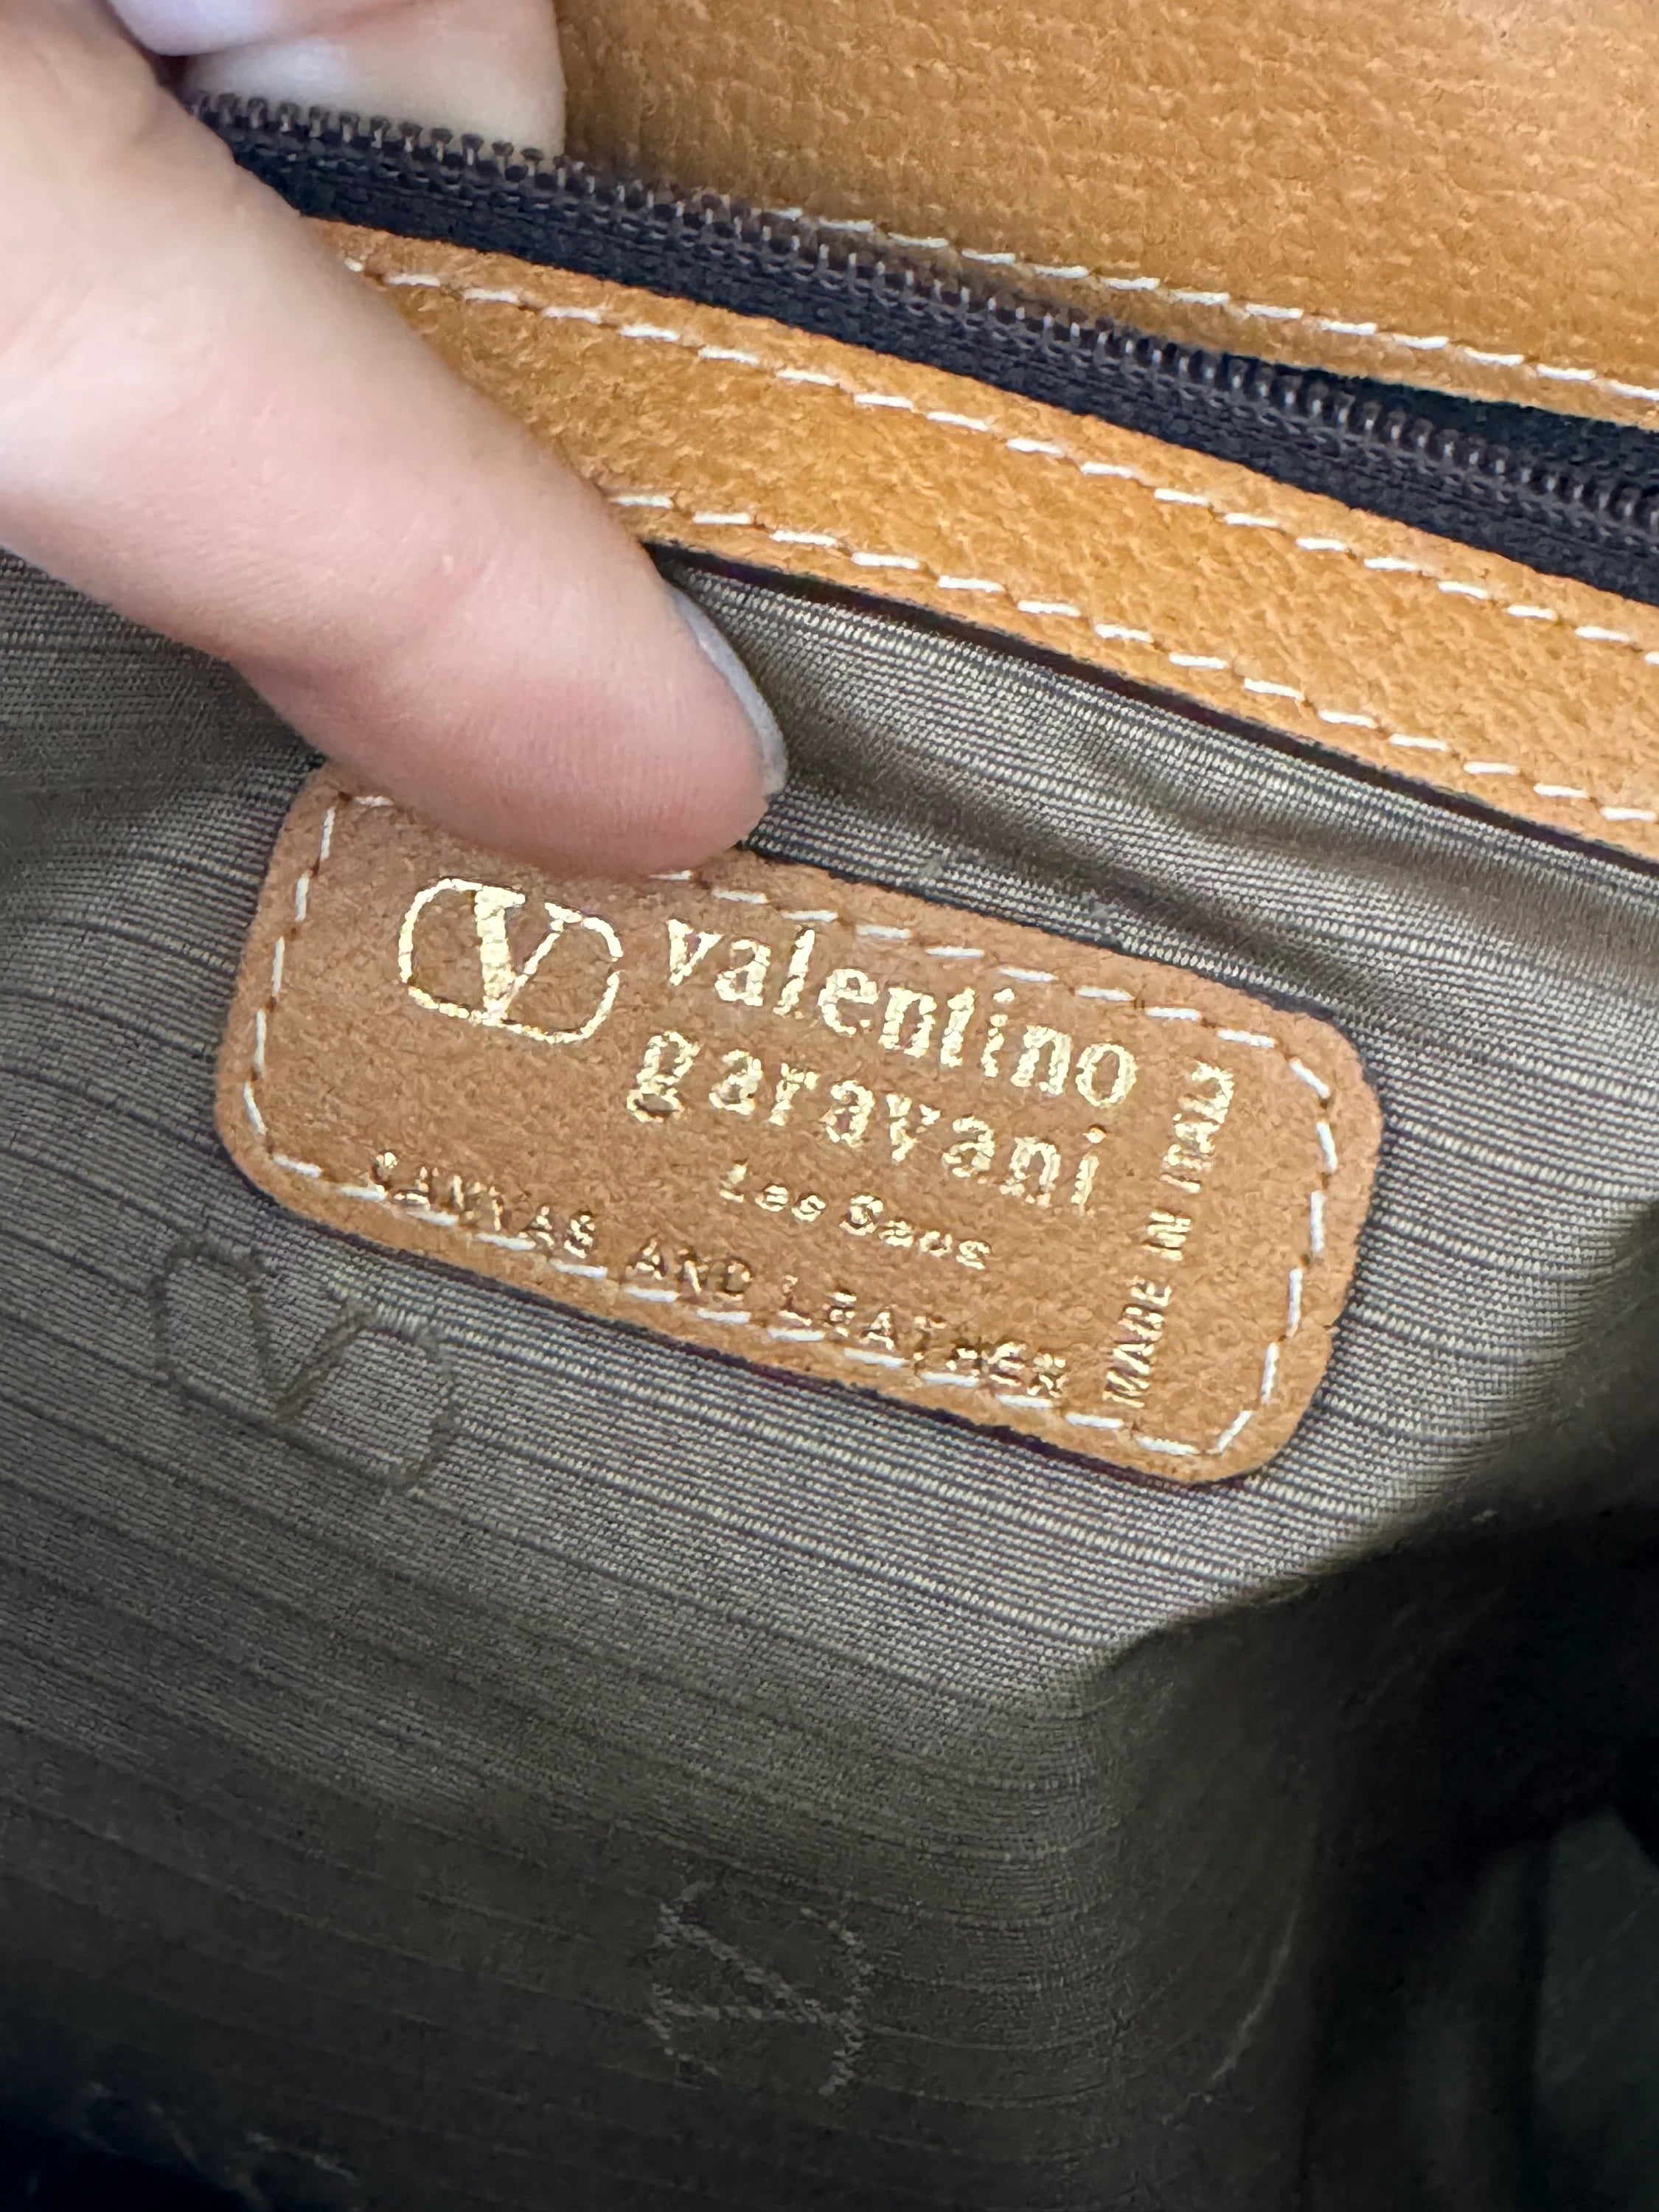 V
valentino
garavani
Les Sacs
CANVAS AND LEATHER
MADE IN ITALY